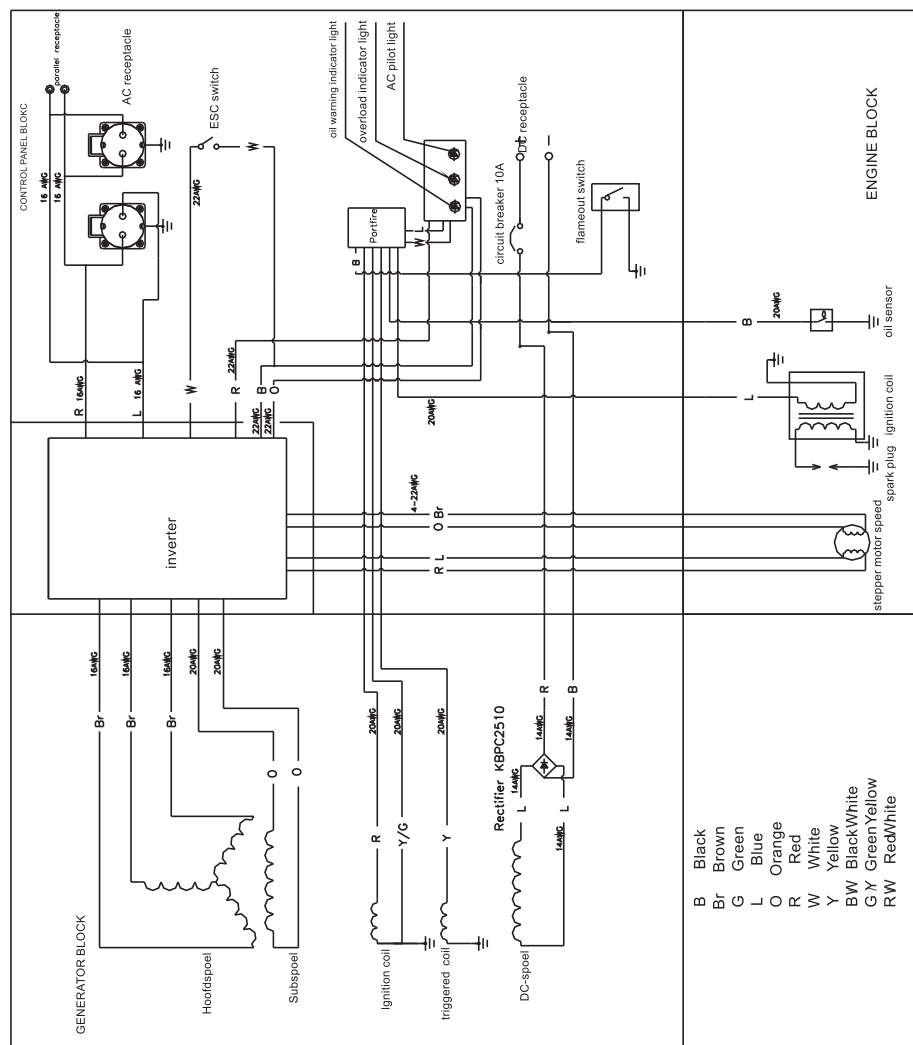 CONTROL PANEL BLOKC
parallel receptocle
AC receptacle
ESC switch
oil warning indicator light
overload indicator light
AC pilot light
DC receptacle
+
−
circuit breaker 10A
flameout switch
ENGINE BLOCK
16 AWG
16 AWG
22AWG
W
Portfire
B
L
W
R 16AWG
L 16 AWG
W
R 22AWG
B 22AWG
O 22AWG
B 20AWG
oil sensor
L
20AWG
ignition coil
spark plug
inverter
4-22AWG
Br
O
L
R
stepper motor speed
Br 16AWG
Br 16AWG
Br 16AWG
20AWG
20AWG
O
O
R 20AWG
Y/G 20AWG
Y 20AWG
Rectifier KBPC2510
R 14AWG
B 14AWG
L 14AWG
L 14AWG
GENERATOR BLOCK
Hoofdspoel
Subspoel
Ignition coil
triggered coil
DC-spoel
B Black
Br Brown
G Green
L Blue
O Orange
R Red
W White
Y Yellow
BW BlackWhite
G/Y GreenYellow
RW RedWhite